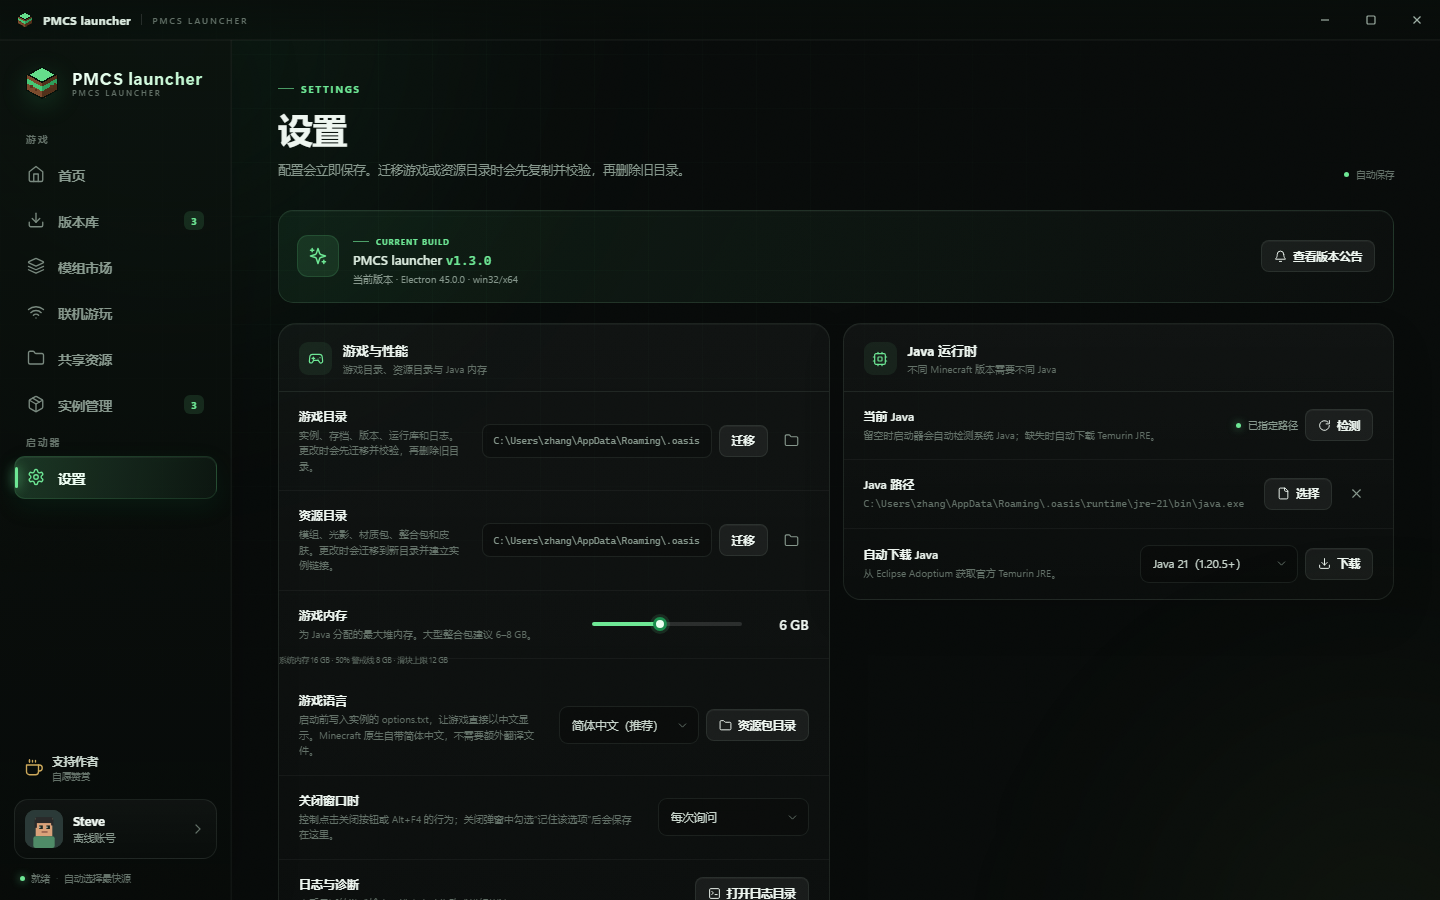 PMCS launcher
PMCS LAUNCHER
PMCS launcher
PMCS LAUNCHER
游戏
首页
版本库
3
模组市场
联机游玩
共享资源
实例管理
3
启动器
设置
支持作者
自愿赞赏
Steve
离线账号
就绪 · 自动选择最快源
SETTINGS
设置
配置会立即保存。迁移游戏或资源目录时会先复制并校验，再删除旧目录。
自动保存
CURRENT BUILD
PMCS launcher v1.3.0
当前版本 · Electron 45.0.0 · win32/x64
查看版本公告
游戏与性能
游戏目录、资源目录与 Java 内存
游戏目录
实例、存档、版本、运行库和日志。
更改时会先迁移并校验，再删除旧目
录。
C:\Users\zhang\AppData\Roaming\.oasis
迁移
资源目录
模组、光影、材质包、整合包和皮
肤。更改时会迁移到新目录并建立实
例链接。
C:\Users\zhang\AppData\Roaming\.oasis
迁移
游戏内存
为 Java 分配的最大堆内存。大型整合包建议 6–8 GB。
6 GB
系统内存 16 GB · 50% 警戒线 8 GB · 滑块上限 12 GB
游戏语言
启动前写入实例的 options.txt，让游戏直接以中文显
示。Minecraft 原生自带简体中文，不需要额外翻译文
件。
简体中文（推荐）
资源包目录
关闭窗口时
控制点击关闭按钮或 Alt+F4 的行为；关闭弹窗中勾选“记住该选项”后会保存
在这里。
每次询问
日志与诊断
打开日志目录
Java 运行时
不同 Minecraft 版本需要不同 Java
当前 Java
留空时启动器会自动检测系统 Java；缺失时自动下载 Temurin JRE。
已指定路径
检测
Java 路径
C:\Users\zhang\AppData\Roaming\.oasis\runtime\jre-21\bin\java.exe
选择
自动下载 Java
从 Eclipse Adoptium 获取官方 Temurin JRE。
Java 21（1.20.5+）
下载